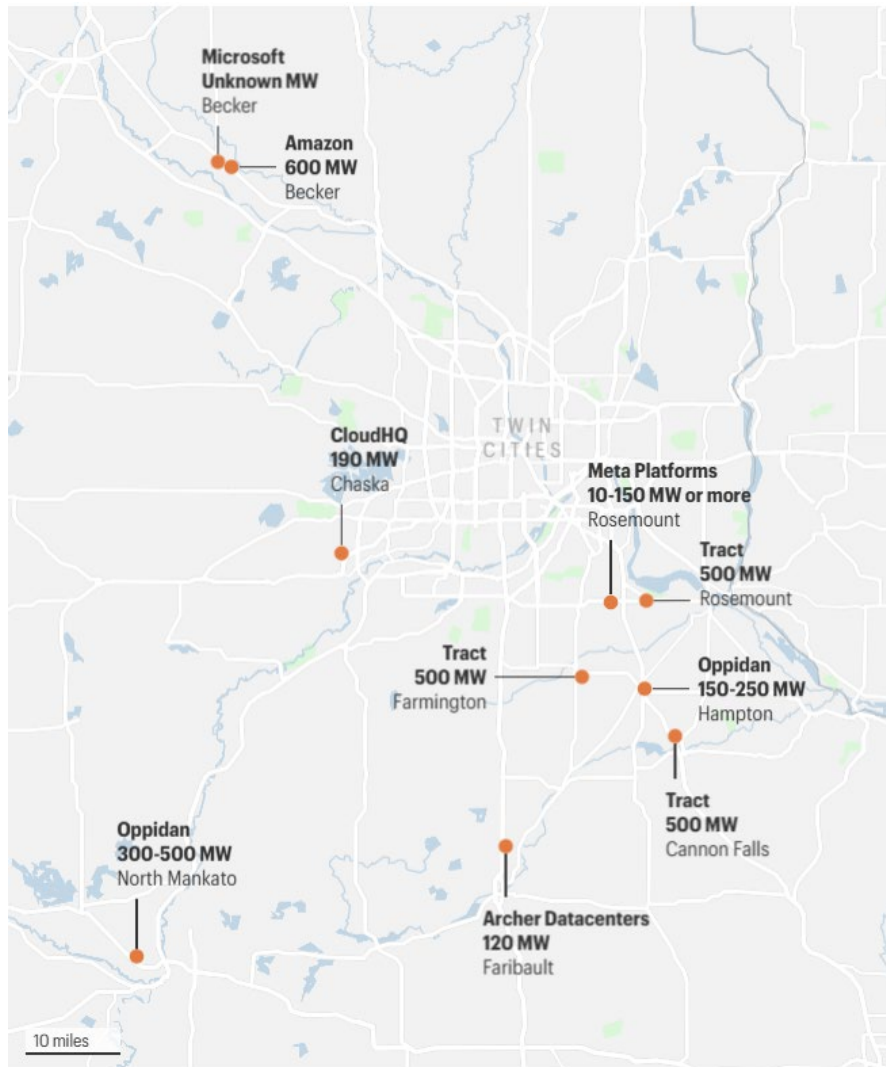 Microsoft
Unknown MW
Becker
Amazon
600 MW
Becker
TWIN
CITIES
CloudHQ
190 MW
Chaska
Meta Platforms
10-150 MW or more
Rosemount
Tract
500 MW
Rosemount
Tract
500 MW
Farmington
Oppidan
150-250 MW
Hampton
Tract
500 MW
Cannon Falls
Oppidan
300-500 MW
North Mankato
Archer Datacenters
120 MW
Faribault
10 miles